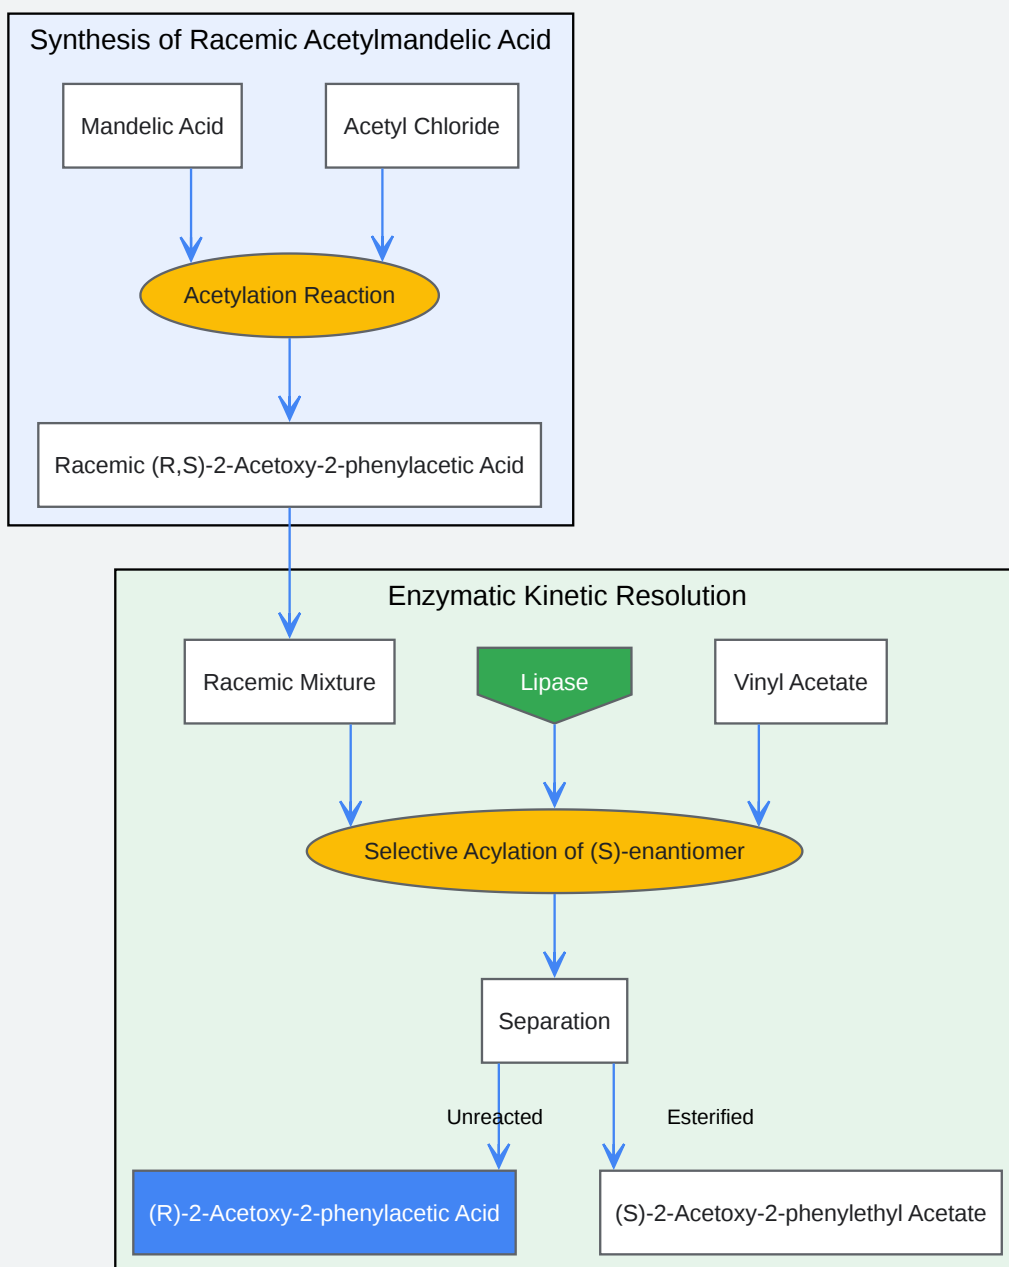 Synthesis of Racemic Acetylmandelic Acid
Mandelic Acid
Acetyl Chloride
Acetylation Reaction
Racemic (R,S)-2-Acetoxy-2-phenylacetic Acid
Enzymatic Kinetic Resolution
Racemic Mixture
Lipase
Vinyl Acetate
Selective Acylation of (S)-enantiomer
Separation
Unreacted
Esterified
(R)-2-Acetoxy-2-phenylacetic Acid
(S)-2-Acetoxy-2-phenylethyl Acetate